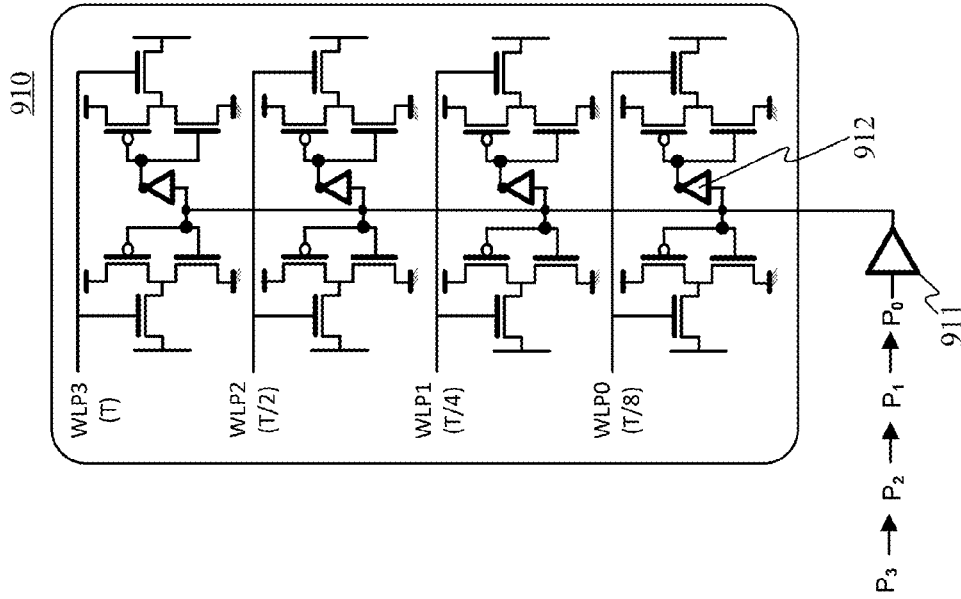 910
WLP3
(T)
WLP2
(T/2)
WLP1
(T/4)
WLP0
(T/8)
912
911
P3 P2 P1 P0